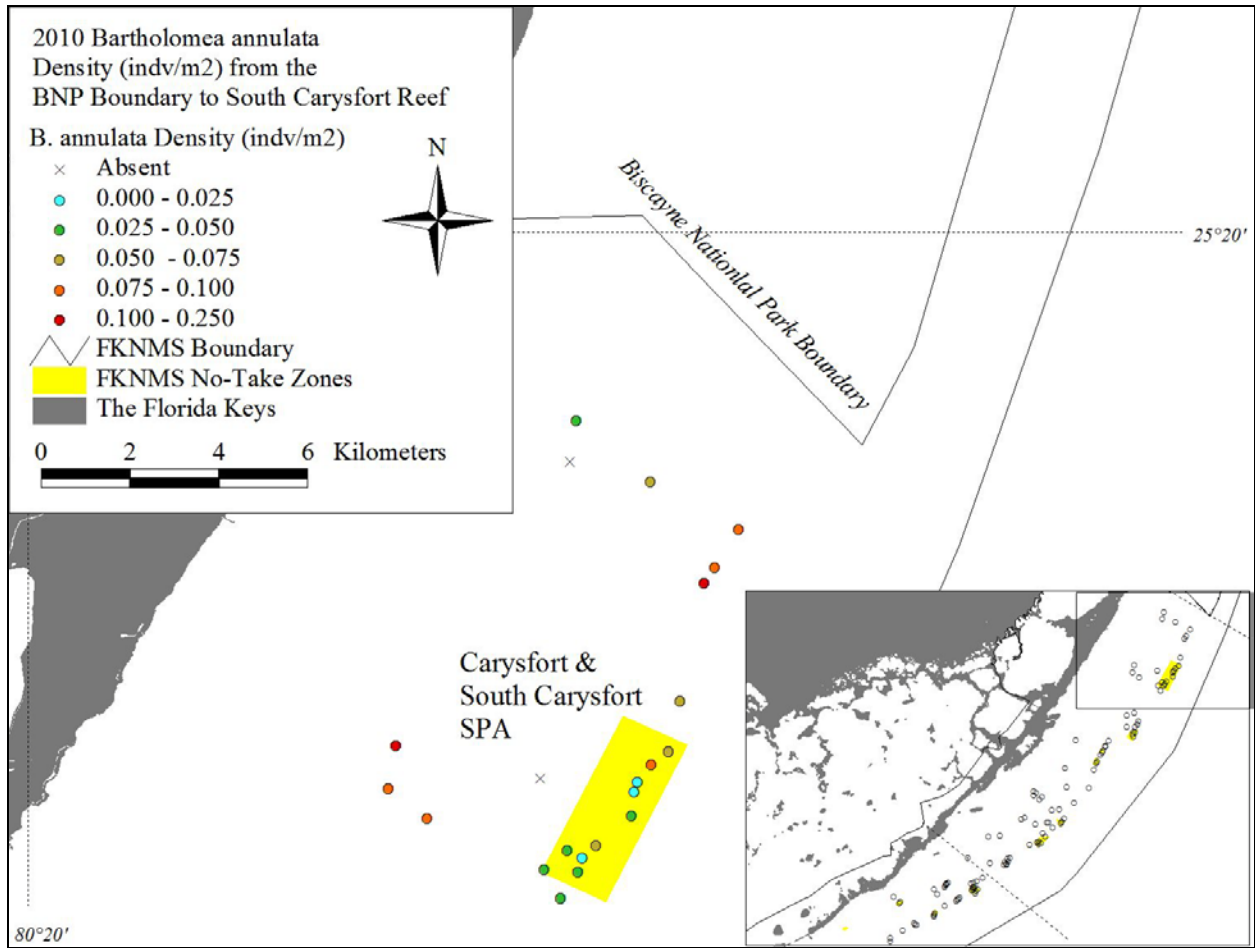 2010 Bartholomea annulata
Density (indv/m2) from the
BNP Boundary to South Carysfort Reef
B. annulata Density (indv/m2)
Absent
0.000 - 0.025
0.025 - 0.050
0.050 - 0.075
0.075 - 0.100
0.100 - 0.250
FKNMS Boundary
FKNMS No-Take Zones
The Florida Keys
0 2 4 6 Kilometers
N
Biscayne Nationlal Park Boundary
25°20'
Carysfort &
South Carysfort
SPA
80°20'